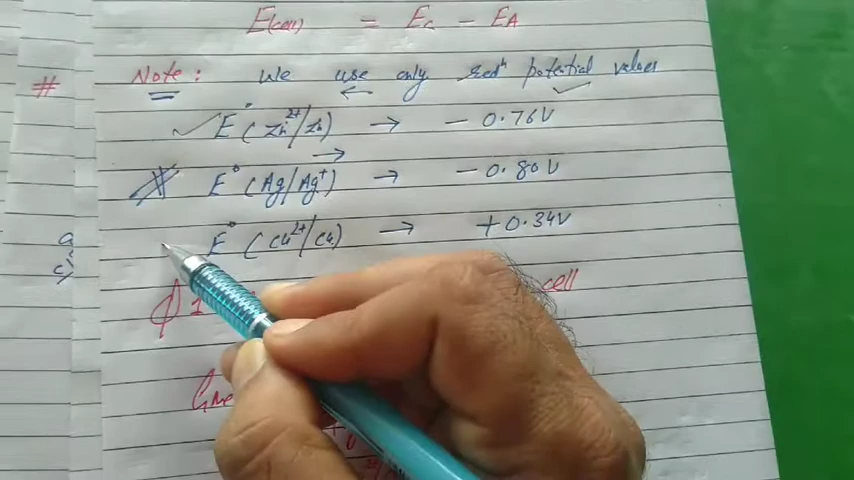 E(cell) = Ec - EA
# Note: We use only redn potential values
E°(Zn2+/Zn) → - 0.76V
E°(Ag/Ag+) → - 0.80V
E°(Cu2+/Cu) → + 0.34V
a
c)
1 cell